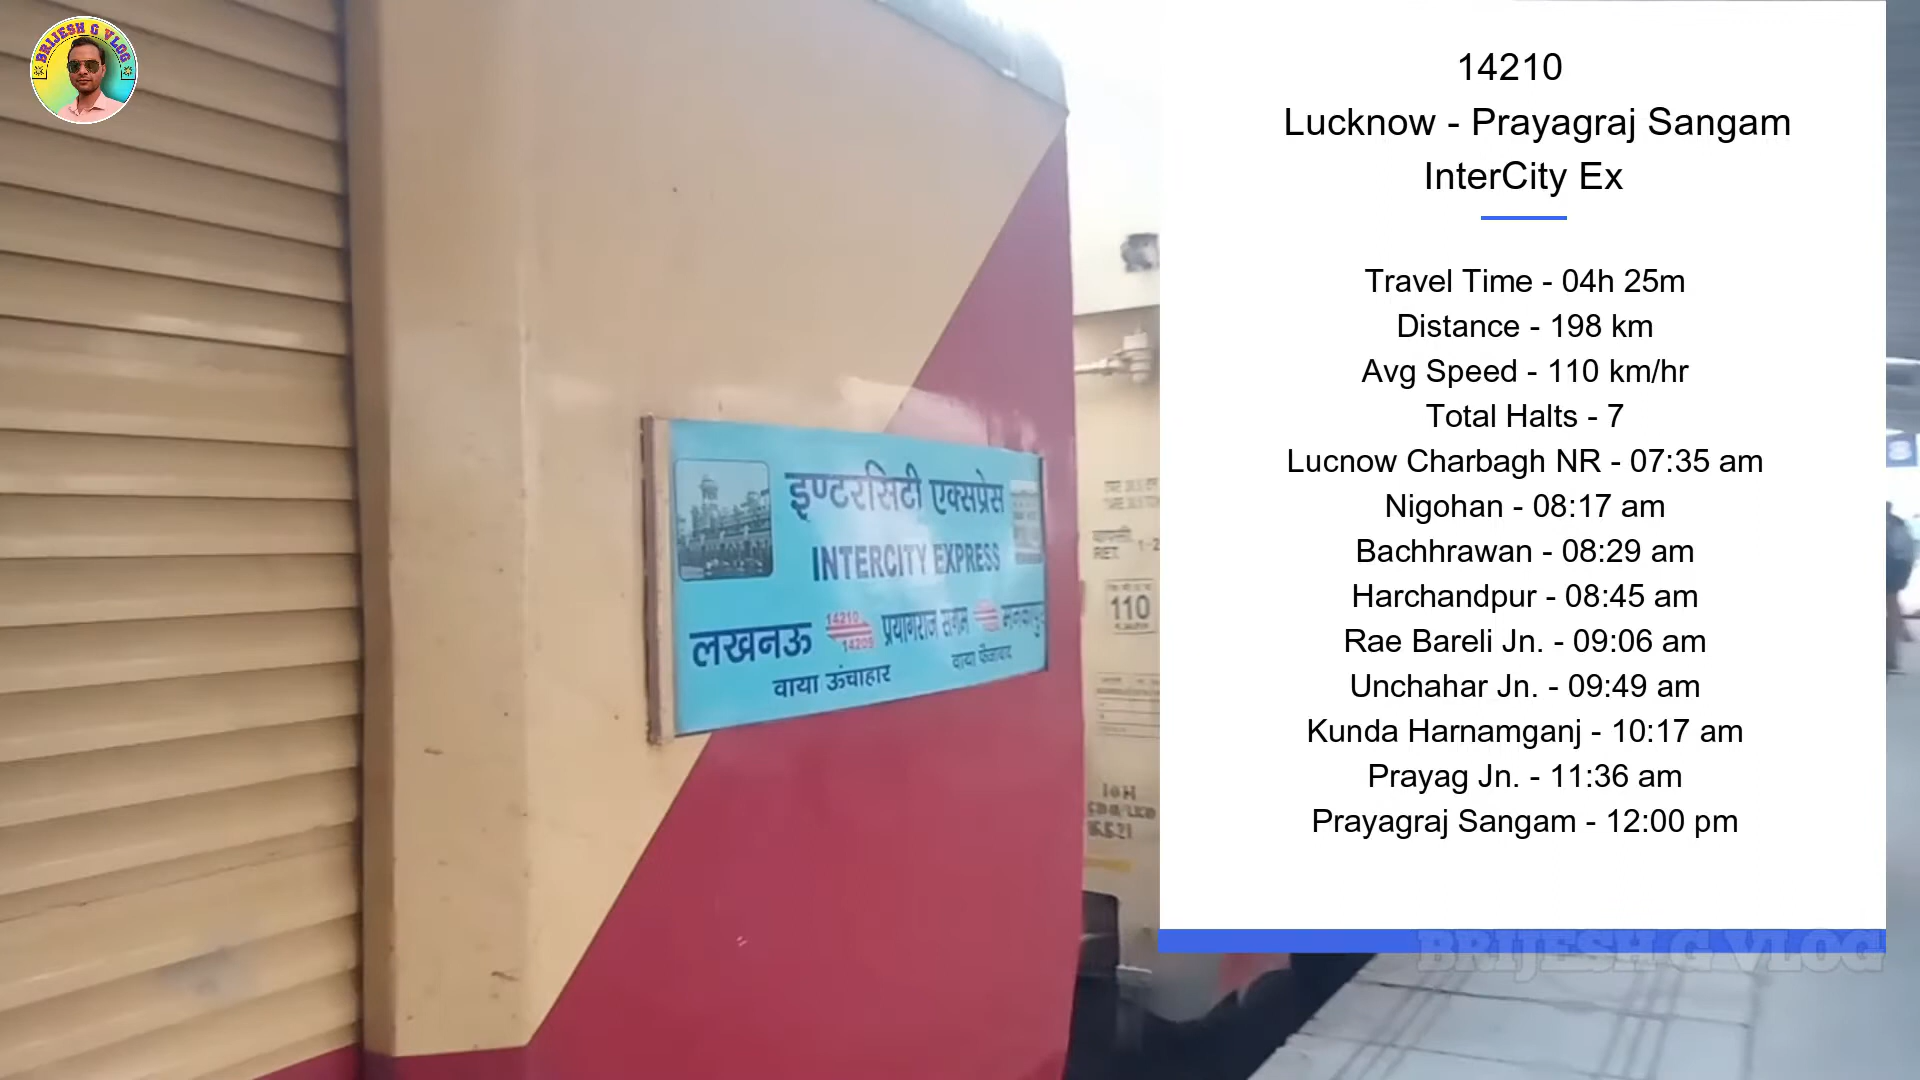 BRIJESH G VLOG
14210
Lucknow - Prayagraj Sangam
InterCity Ex
Travel Time - 04h 25m
Distance - 198 km
Avg Speed - 110 km/hr
Total Halts - 7
Lucnow Charbagh NR - 07:35 am
Nigohan - 08:17 am
Bachhrawan - 08:29 am
Harchandpur - 08:45 am
Rae Bareli Jn. - 09:06 am
Unchahar Jn. - 09:49 am
Kunda Harnamganj - 10:17 am
Prayag Jn. - 11:36 am
Prayagraj Sangam - 12:00 pm
BRIJESH G VLOG
इण्टरसिटी एक्सप्रेस
INTERCITY EXPRESS
लखनऊ 14210 14209 प्रयागराज संगम
वाया ऊंचाहार वाया फैजाबाद
RET.
110